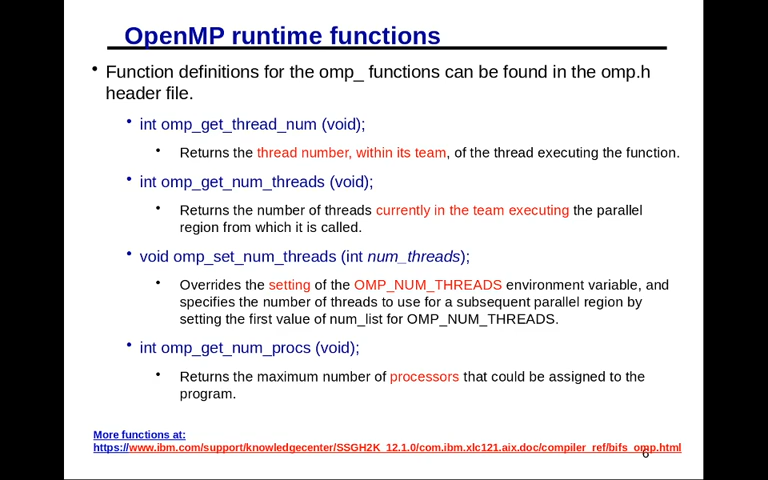 OpenMP runtime functions
• Function definitions for the omp_ functions can be found in the omp.h
header file.
• int omp_get_thread_num (void);
• Returns the thread number, within its team, of the thread executing the function.
• int omp_get_num_threads (void);
• Returns the number of threads currently in the team executing the parallel
region from which it is called.
• void omp_set_num_threads (int num_threads);
• Overrides the setting of the OMP_NUM_THREADS environment variable, and
specifies the number of threads to use for a subsequent parallel region by
setting the first value of num_list for OMP_NUM_THREADS.
• int omp_get_num_procs (void);
• Returns the maximum number of processors that could be assigned to the
program.
More functions at:
https://www.ibm.com/support/knowledgecenter/SSGH2K_12.1.0/com.ibm.xlc121.aix.doc/compiler_ref/bifs_omp.html
6